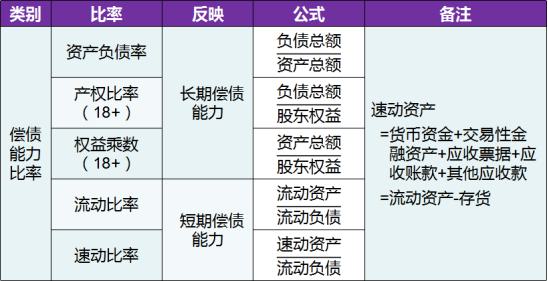 类别 比率 反映 公式 备注
偿债
能力
比率
资产负债率
产权比率
（18+）
权益乘数
（18+）
流动比率
速动比率
长期偿债
能力
短期偿债
能力
负债总额
资产总额
负债总额
股东权益
资产总额
股东权益
流动资产
流动负债
速动资产
流动负债
速动资产
=货币资金+交易性金
融资产+应收票据+应
收账款+其他应收款
=流动资产-存货